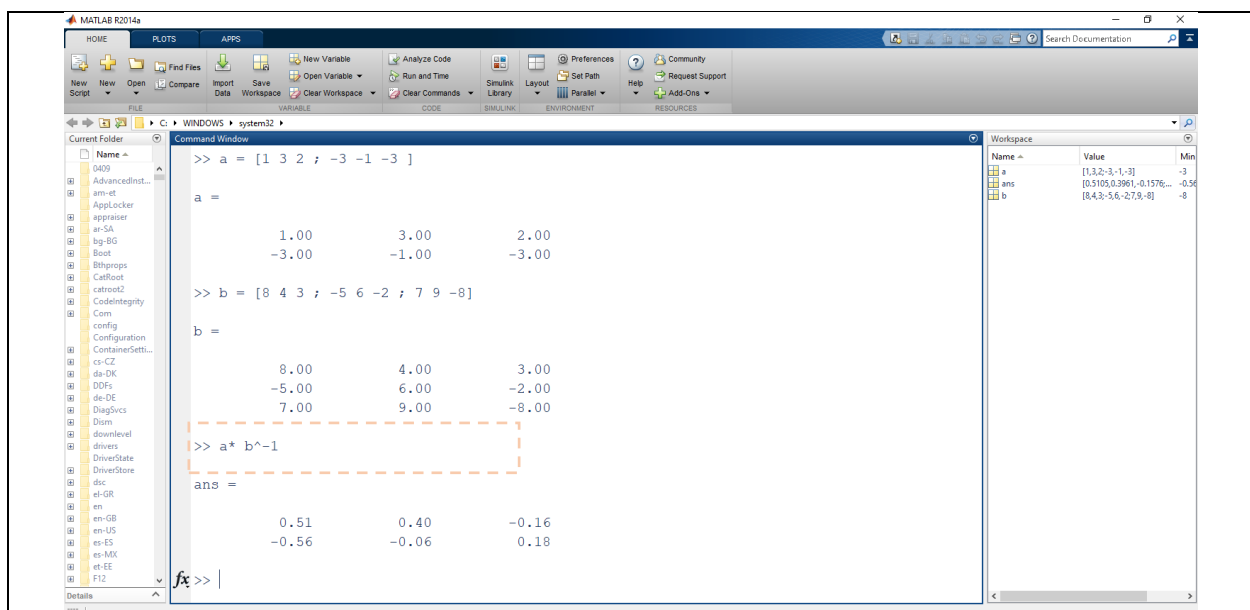 MATLAB R2014a
HOME PLOTS APPS
Search Documentation
New Script
New
Open
Find Files
Compare
Import Data
Save Workspace
New Variable
Open Variable
Clear Workspace
Analyze Code
Run and Time
Clear Commands
Simulink Library
Layout
Preferences
Set Path
Parallel
Help
Community
Request Support
Add-Ons
FILE VARIABLE CODE SIMULINK ENVIRONMENT RESOURCES
C: WINDOWS system32
Current Folder
Name
0409
AdvancedInst...
am-et
AppLocker
appraiser
ar-SA
bg-BG
Boot
Bthprops
CatRoot
catroot2
CodeIntegrity
Com
config
Configuration
ContainerSetti...
cs-CZ
da-DK
DDFs
de-DE
DiagSvcs
Dism
downlevel
drivers
DriverState
DriverStore
dsc
el-GR
en
en-GB
en-US
es-ES
es-MX
et-EE
F12
Details
Command Window
>> a = [1 3 2 ; -3 -1 -3 ]
a =
1.00 3.00 2.00
-3.00 -1.00 -3.00
>> b = [8 4 3 ; -5 6 -2 ; 7 9 -8]
b =
8.00 4.00 3.00
-5.00 6.00 -2.00
7.00 9.00 -8.00
>> a* b^-1
ans =
0.51 0.40 -0.16
-0.56 -0.06 0.18
fx >>
Workspace
Name Value Min
a [1,3,2;-3,-1,-3] -3
ans [0.5105,0.3961,-0.1576;... -0.56
b [8,4,3;-5,6,-2;7,9,-8] -8